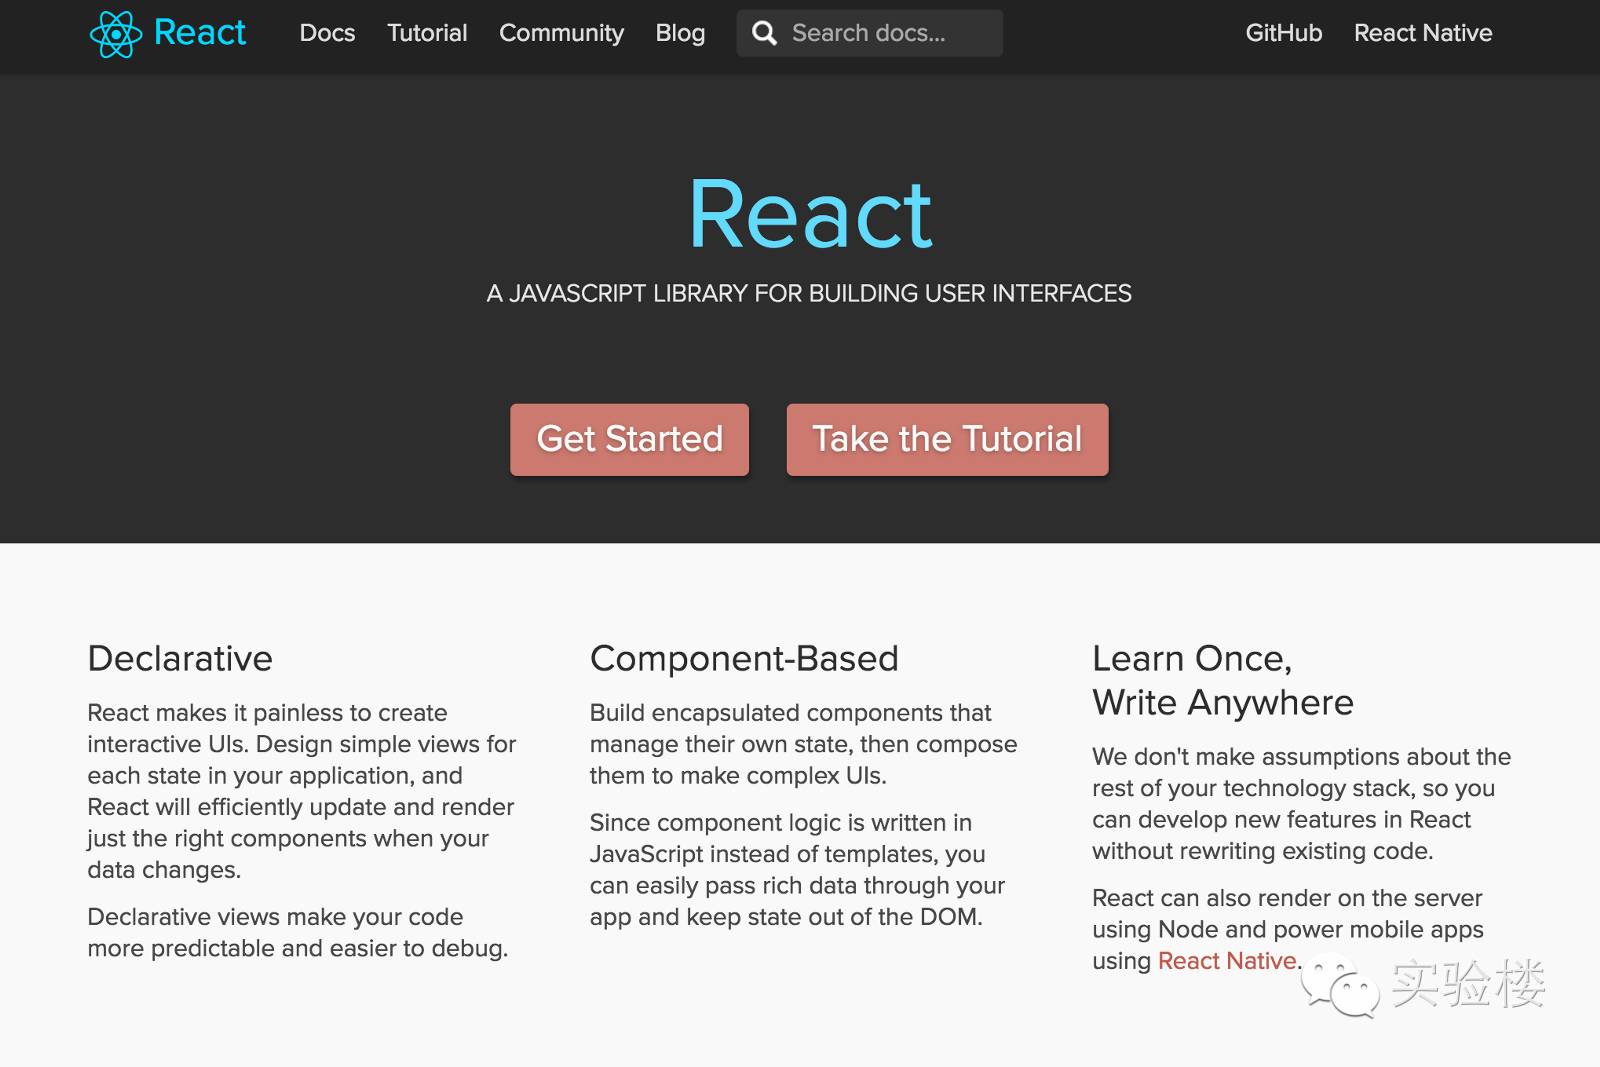 React Docs Tutorial Community Blog Search docs... GitHub React Native
React
A JAVASCRIPT LIBRARY FOR BUILDING USER INTERFACES
Get Started Take the Tutorial
Declarative
React makes it painless to create
interactive UIs. Design simple views for
each state in your application, and
React will efficiently update and render
just the right components when your
data changes.
Declarative views make your code
more predictable and easier to debug.
Component-Based
Build encapsulated components that
manage their own state, then compose
them to make complex UIs.
Since component logic is written in
JavaScript instead of templates, you
can easily pass rich data through your
app and keep state out of the DOM.
Learn Once,
Write Anywhere
We don't make assumptions about the
rest of your technology stack, so you
can develop new features in React
without rewriting existing code.
React can also render on the server
using Node and power mobile apps
using React Native.
实验楼